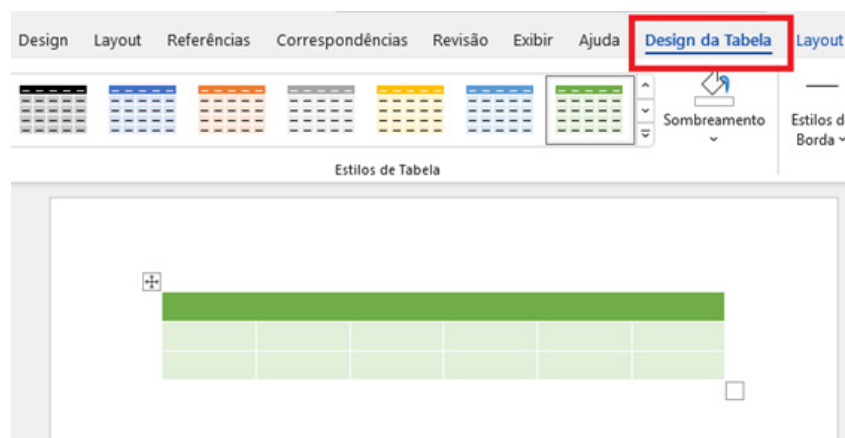 Design Layout Referências Correspondências Revisão Exibir Ajuda Design da Tabela Layout
Sombreamento
Estilos d
Borda
Estilos de Tabela